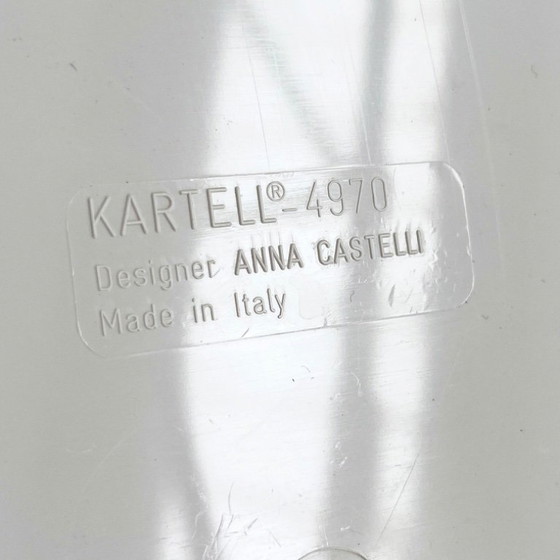 KARTELL®-4970
Designer ANNA CASTELLI
Made in Italy